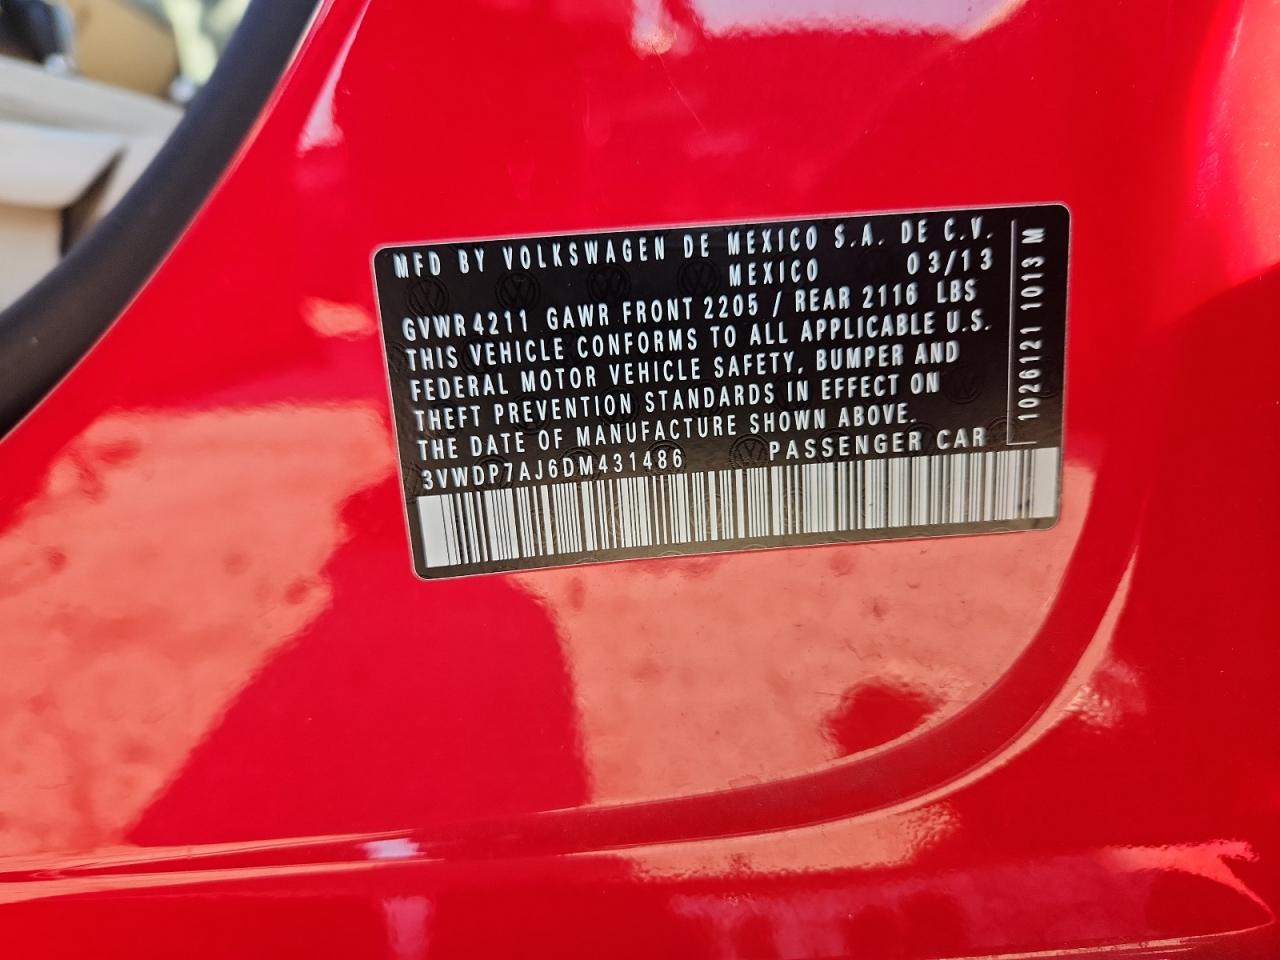 MFD BY VOLKSWAGEN DE MEXICO S.A. DE C.V.
MEXICO 03/13
GVWR 4211 GAWR FRONT 2205 / REAR 2116 LBS
THIS VEHICLE CONFORMS TO ALL APPLICABLE U.S.
FEDERAL MOTOR VEHICLE SAFETY, BUMPER AND
THEFT PREVENTION STANDARDS IN EFFECT ON
THE DATE OF MANUFACTURE SHOWN ABOVE.
3VWDP7AJ6DM431486 PASSENGER CAR
1026121 1013 M